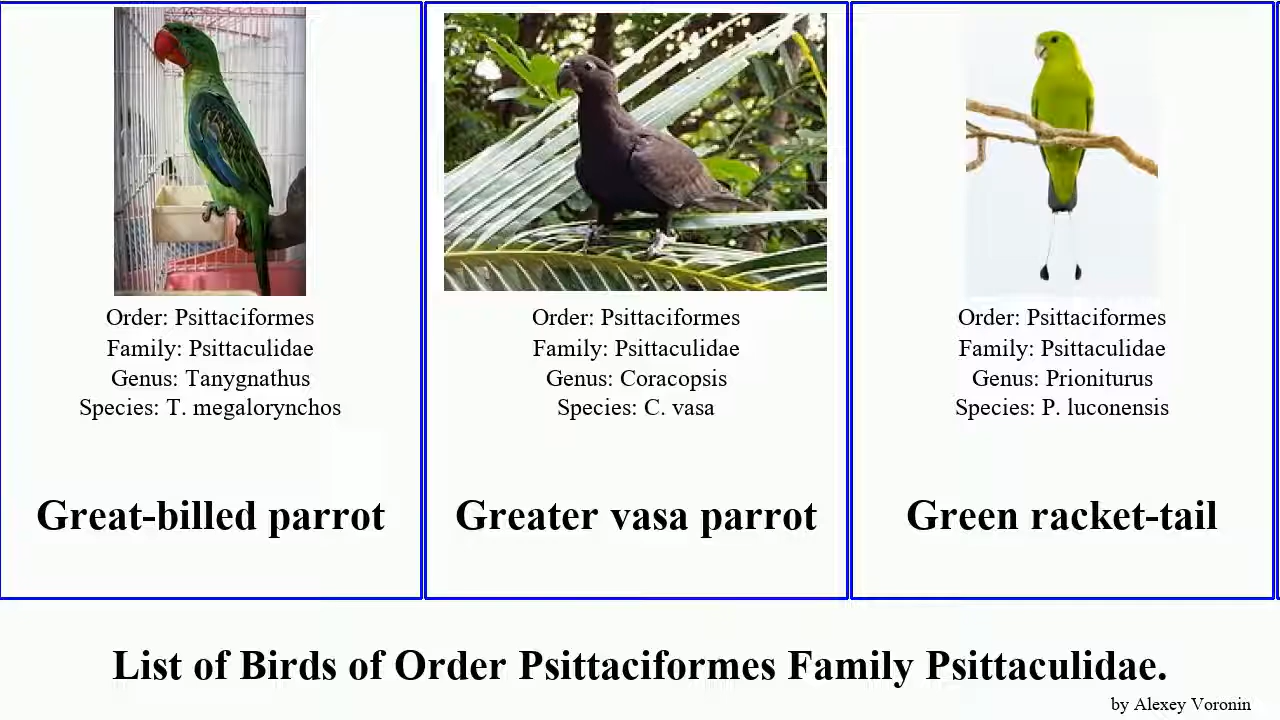 Order: Psittaciformes
Family: Psittaculidae
Genus: Tanygnathus
Species: T. megalorynchos
Great-billed parrot
Order: Psittaciformes
Family: Psittaculidae
Genus: Coracopsis
Species: C. vasa
Greater vasa parrot
Order: Psittaciformes
Family: Psittaculidae
Genus: Prioniturus
Species: P. luconensis
Green racket-tail
List of Birds of Order Psittaciformes Family Psittaculidae.
by Alexey Voronin